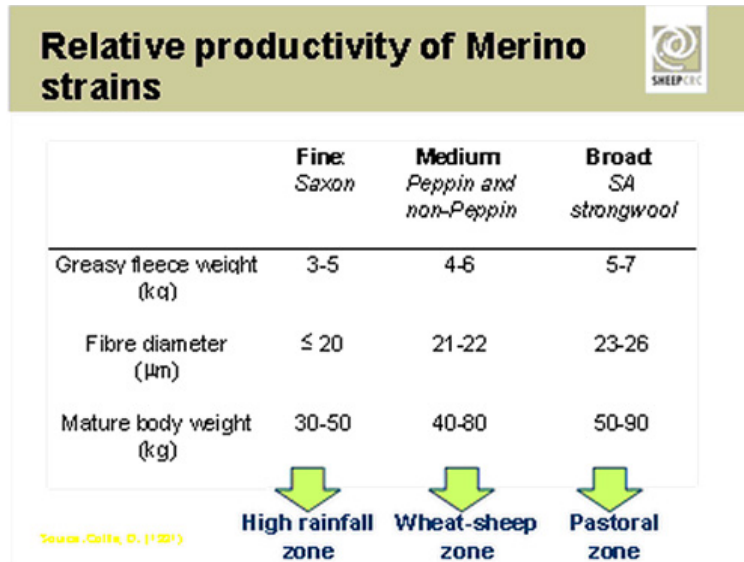 Relative productivity of Merino
strains
SHEEPCRC
Fine: Medium Broad
Saxon Peppin and SA
non-Peppin strongwool
Greasy fleece weight 3-5 4-6 5-7
(kg)
Fibre diameter ≤ 20 21-22 23-26
(µm)
Mature body weight 30-50 40-80 50-90
(kg)
High rainfall Wheat-sheep Pastoral
zone zone zone